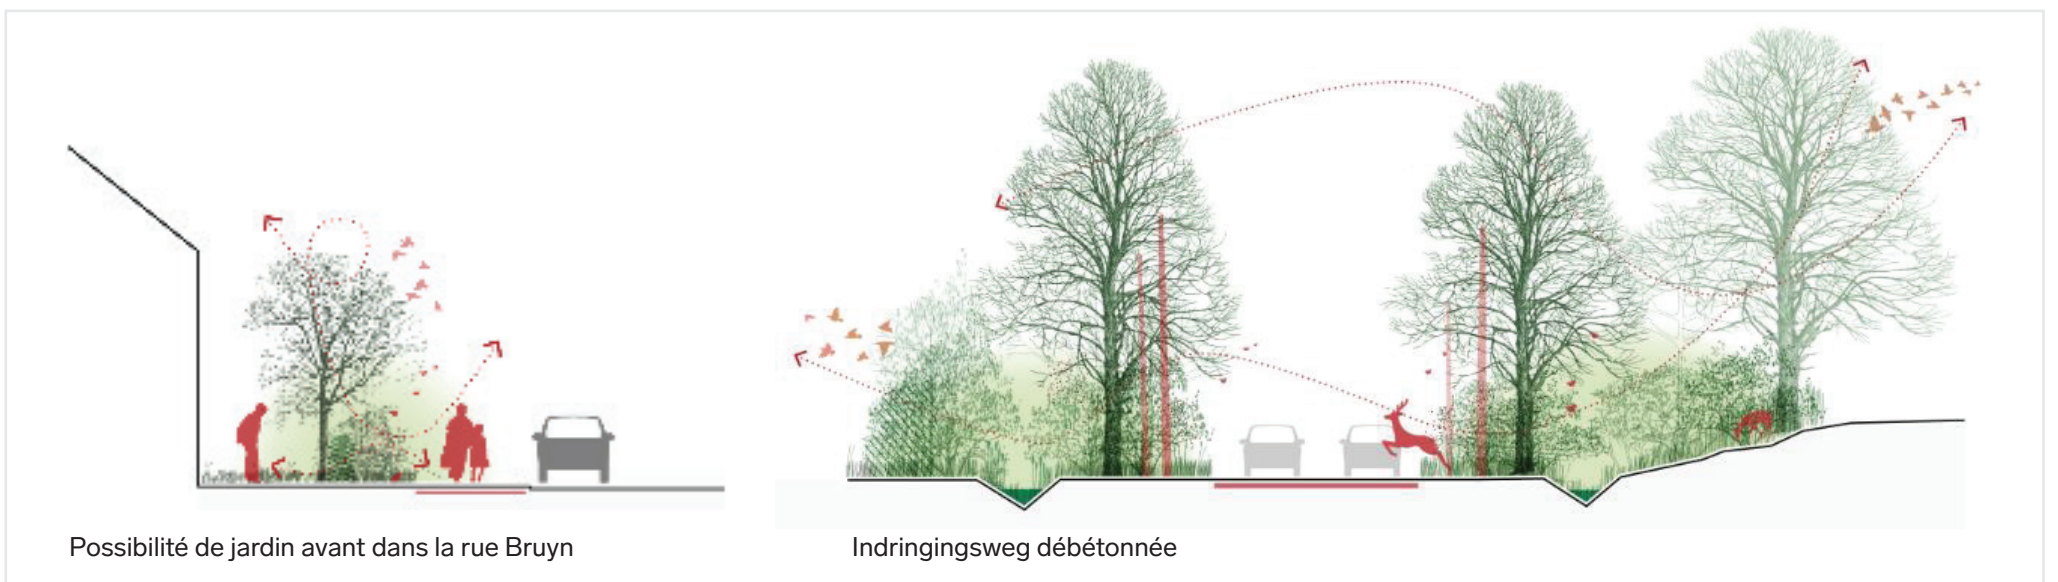 Possibilité de jardin avant dans la rue Bruyn
Indringingsweg débétonnée